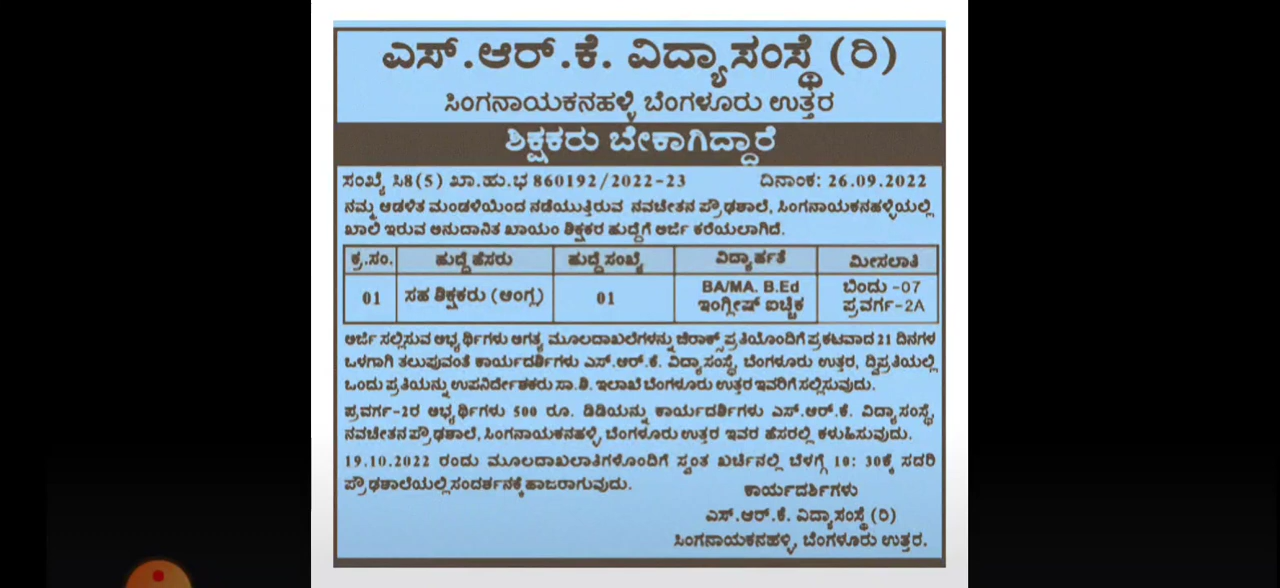 ಎಸ್.ಆರ್.ಕೆ. ವಿದ್ಯಾಸಂಸ್ಥೆ (ರಿ)
ಸಿಂಗನಾಯಕನಹಳ್ಳಿ ಬೆಂಗಳೂರು ಉತ್ತರ
ಶಿಕ್ಷಕರು ಬೇಕಾಗಿದ್ದಾರೆ
ಸಂಖ್ಯೆ ಸಿ8(5) ಖಾ.ಹು.ಭ 860192/2022-23 ದಿನಾಂಕ: 26.09.2022
ನಮ್ಮ ಆಡಳಿತ ಮಂಡಳಿಯಿಂದ ನಡೆಯುತ್ತಿರುವ ನವಚೇತನ ಪ್ರೌಢಶಾಲೆ, ಸಿಂಗನಾಯಕನಹಳ್ಳಿಯಲ್ಲಿ
ಖಾಲಿ ಇರುವ ಅನುದಾನಿತ ಖಾಯಂ ಶಿಕ್ಷಕರ ಹುದ್ದೆಗೆ ಅರ್ಜಿ ಕರೆಯಲಾಗಿದೆ.
ಕ್ರ.ಸಂ. ಹುದ್ದೆ ಹೆಸರು ಹುದ್ದೆ ಸಂಖ್ಯೆ ವಿದ್ಯಾರ್ಹತೆ ಮೀಸಲಾತಿ
01 ಸಹ ಶಿಕ್ಷಕರು (ಆಂಗ್ಲ) 01 BA/MA. B.Ed ಬಿಂದು -07
ಇಂಗ್ಲೀಷ್ ಐಚ್ಛಿಕ ಪ್ರವರ್ಗ-2A
ಅರ್ಜಿ ಸಲ್ಲಿಸುವ ಅಭ್ಯರ್ಥಿಗಳು ಅಗತ್ಯ ಮೂಲದಾಖಲೆಗಳನ್ನು ಜೆರಾಕ್ಸ್ ಪ್ರತಿಯೊಂದಿಗೆ ಪ್ರಕಟವಾದ 21 ದಿನಗಳ
ಒಳಗಾಗಿ ತಲುಪುವಂತೆ ಕಾರ್ಯದರ್ಶಿಗಳು ಎಸ್.ಆರ್.ಕೆ. ವಿದ್ಯಾಸಂಸ್ಥೆ, ಬೆಂಗಳೂರು ಉತ್ತರ, ದ್ವಿಪ್ರತಿಯಲ್ಲಿ
ಒಂದು ಪ್ರತಿಯನ್ನು ಉಪನಿರ್ದೇಶಕರು ಸಾ.ಶಿ. ಇಲಾಖೆ ಬೆಂಗಳೂರು ಉತ್ತರ ಇವರಿಗೆ ಸಲ್ಲಿಸುವುದು.
ಪ್ರವರ್ಗ-2ರ ಅಭ್ಯರ್ಥಿಗಳು 500 ರೂ. ಡಿಡಿಯನ್ನು ಕಾರ್ಯದರ್ಶಿಗಳು ಎಸ್.ಆರ್.ಕೆ. ವಿದ್ಯಾಸಂಸ್ಥೆ,
ನವಚೇತನ ಪ್ರೌಢಶಾಲೆ, ಸಿಂಗನಾಯಕನಹಳ್ಳಿ, ಬೆಂಗಳೂರು ಉತ್ತರ ಇವರ ಹೆಸರಲ್ಲಿ ಕಳುಹಿಸುವುದು.
19.10.2022 ರಂದು ಮೂಲದಾಖಲಾತಿಗಳೊಂದಿಗೆ ಸ್ವಂತ ಖರ್ಚಿನಲ್ಲಿ ಬೆಳಗ್ಗೆ 10: 30ಕ್ಕೆ ಸದರಿ
ಪ್ರೌಢಶಾಲೆಯಲ್ಲಿ ಸಂದರ್ಶನಕ್ಕೆ ಹಾಜರಾಗುವುದು.
ಕಾರ್ಯದರ್ಶಿಗಳು
ಎಸ್.ಆರ್.ಕೆ. ವಿದ್ಯಾಸಂಸ್ಥೆ (ರಿ)
ಸಿಂಗನಾಯಕನಹಳ್ಳಿ, ಬೆಂಗಳೂರು ಉತ್ತರ.